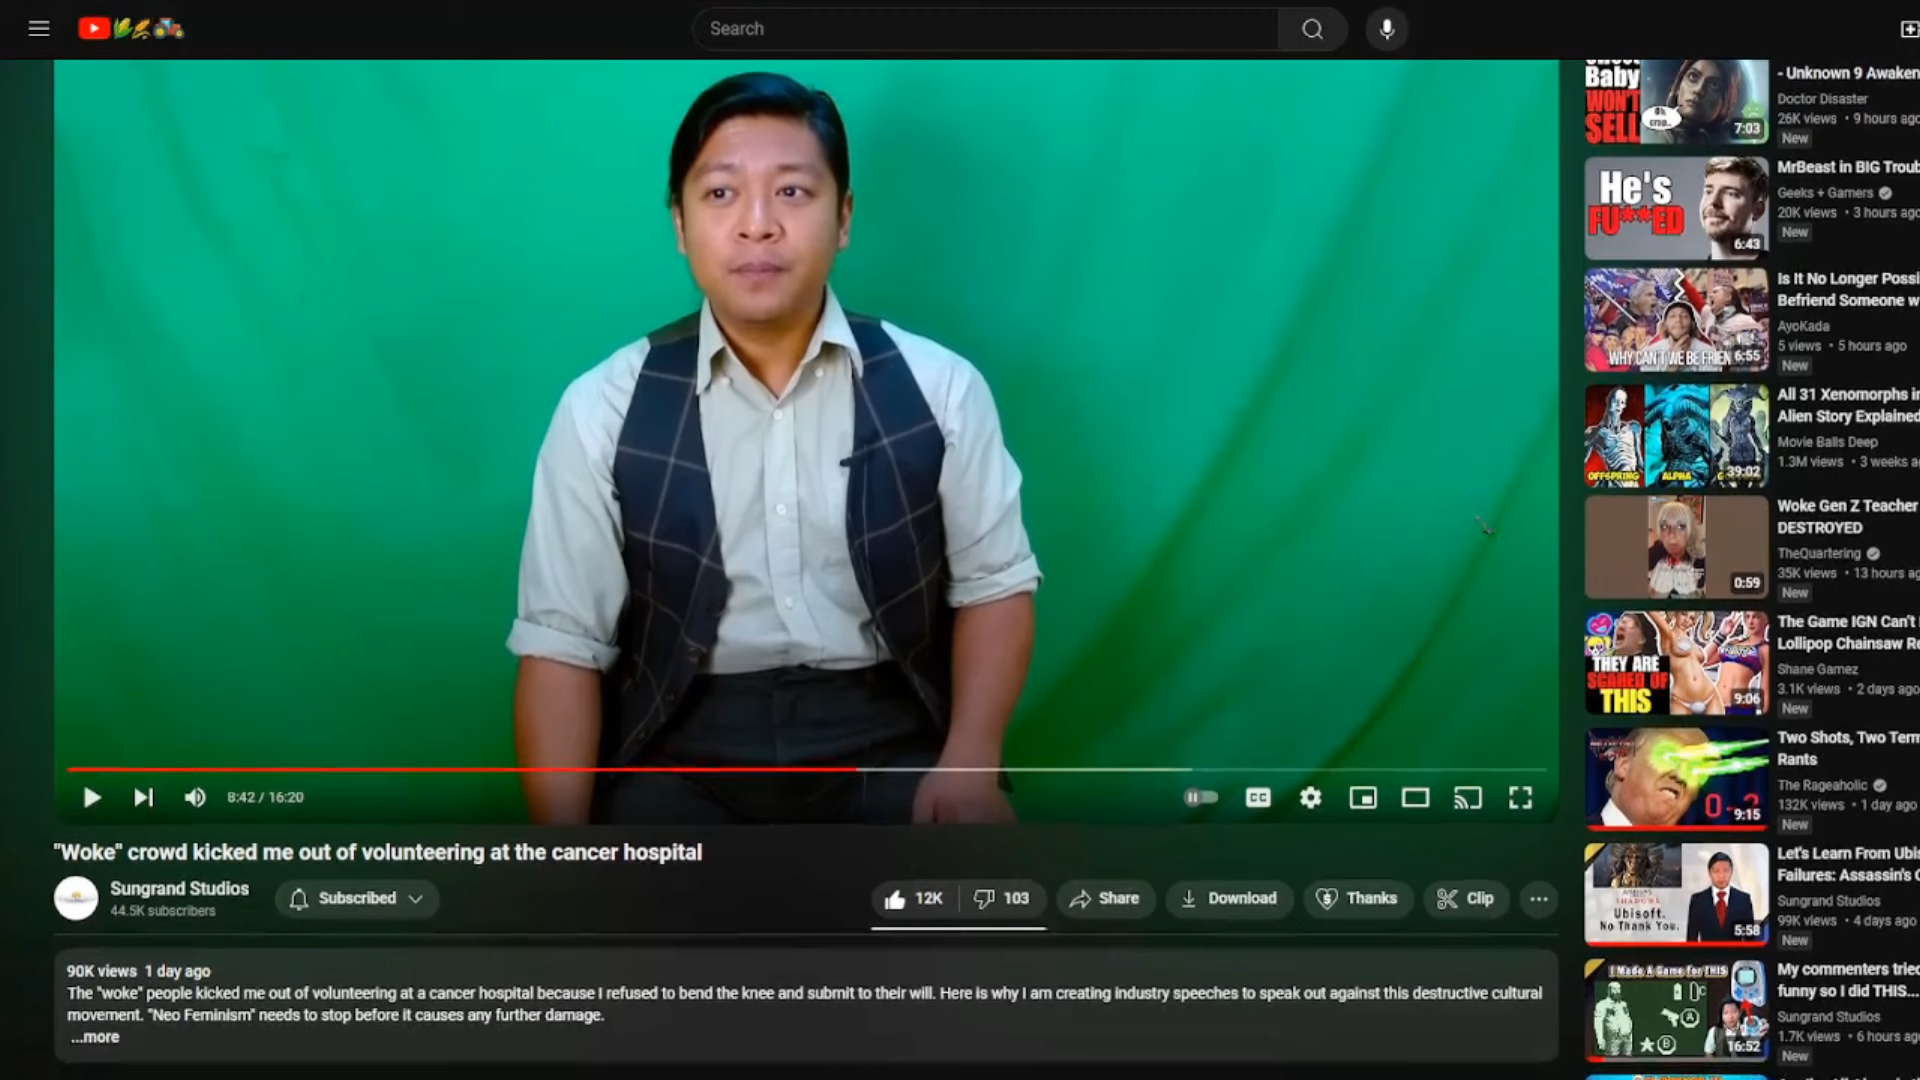 Search
"Woke" crowd kicked me out of volunteering at the cancer hospital
Sungrand Studios
44.5K subscribers
Subscribed
12K
103
Share
Download
Thanks
Clip
8:42 / 16:20
CC
90K views 1 day ago
The "woke" people kicked me out of volunteering at a cancer hospital because I refused to bend the knee and submit to their will. Here is why I am creating industry speeches to speak out against this destructive cultural
movement. "Neo Feminism" needs to stop before it causes any further damage.
...more
Baby
WON'T
SELL
Oh
crap..
7:03
- Unknown 9 Awaken
Doctor Disaster
26K views • 9 hours ago
New
He's
FU**ED
6:43
MrBeast in BIG Troub
Geeks + Gamers
20K views • 3 hours ago
New
WHY CAN'T WE BE FRIEN
6:55
Is It No Longer Possi
Befriend Someone w
AyoKada
5 views • 5 hours ago
New
OFFSPRING
ALPHA
39:02
All 31 Xenomorphs in
Alien Story Explained
Movie Balls Deep
1.3M views • 3 weeks a
0:59
Woke Gen Z Teacher
DESTROYED
TheQuartering
35K views • 13 hours ag
New
THEY ARE
SCARED OF
THIS
9:06
The Game IGN Can't
Lollipop Chainsaw Re
Shane Gamez
3.1K views • 2 days ago
New
9:15
Two Shots, Two Term
Rants
The Rageaholic
132K views • 1 day ago
New
SHADOWS
Ubisoft.
No Thank You.
5:58
Let's Learn From Ubis
Failures: Assassin's C
Sungrand Studios
99K views • 4 days ago
New
I Made A Game for THIS
A
B
16:52
My commenters tried
funny so I did THIS...
Sungrand Studios
1.7K views • 6 hours ago
New